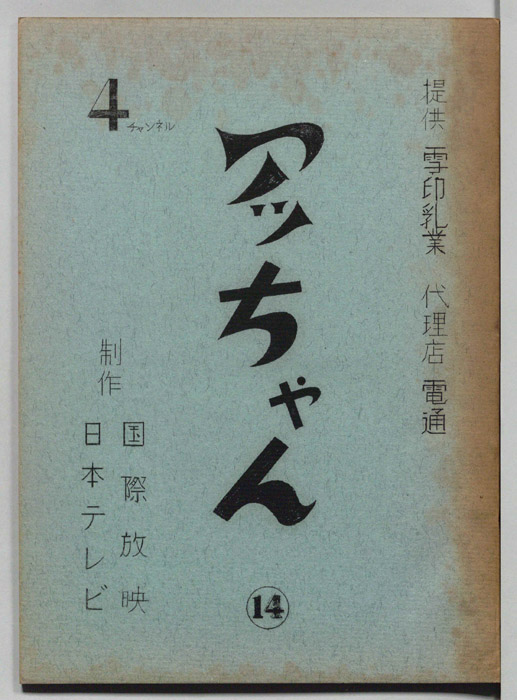 提供 雪印乳業 代理店 電通
アッちゃん
⑭
4チャンネル
制作
国際放映
日本テレビ